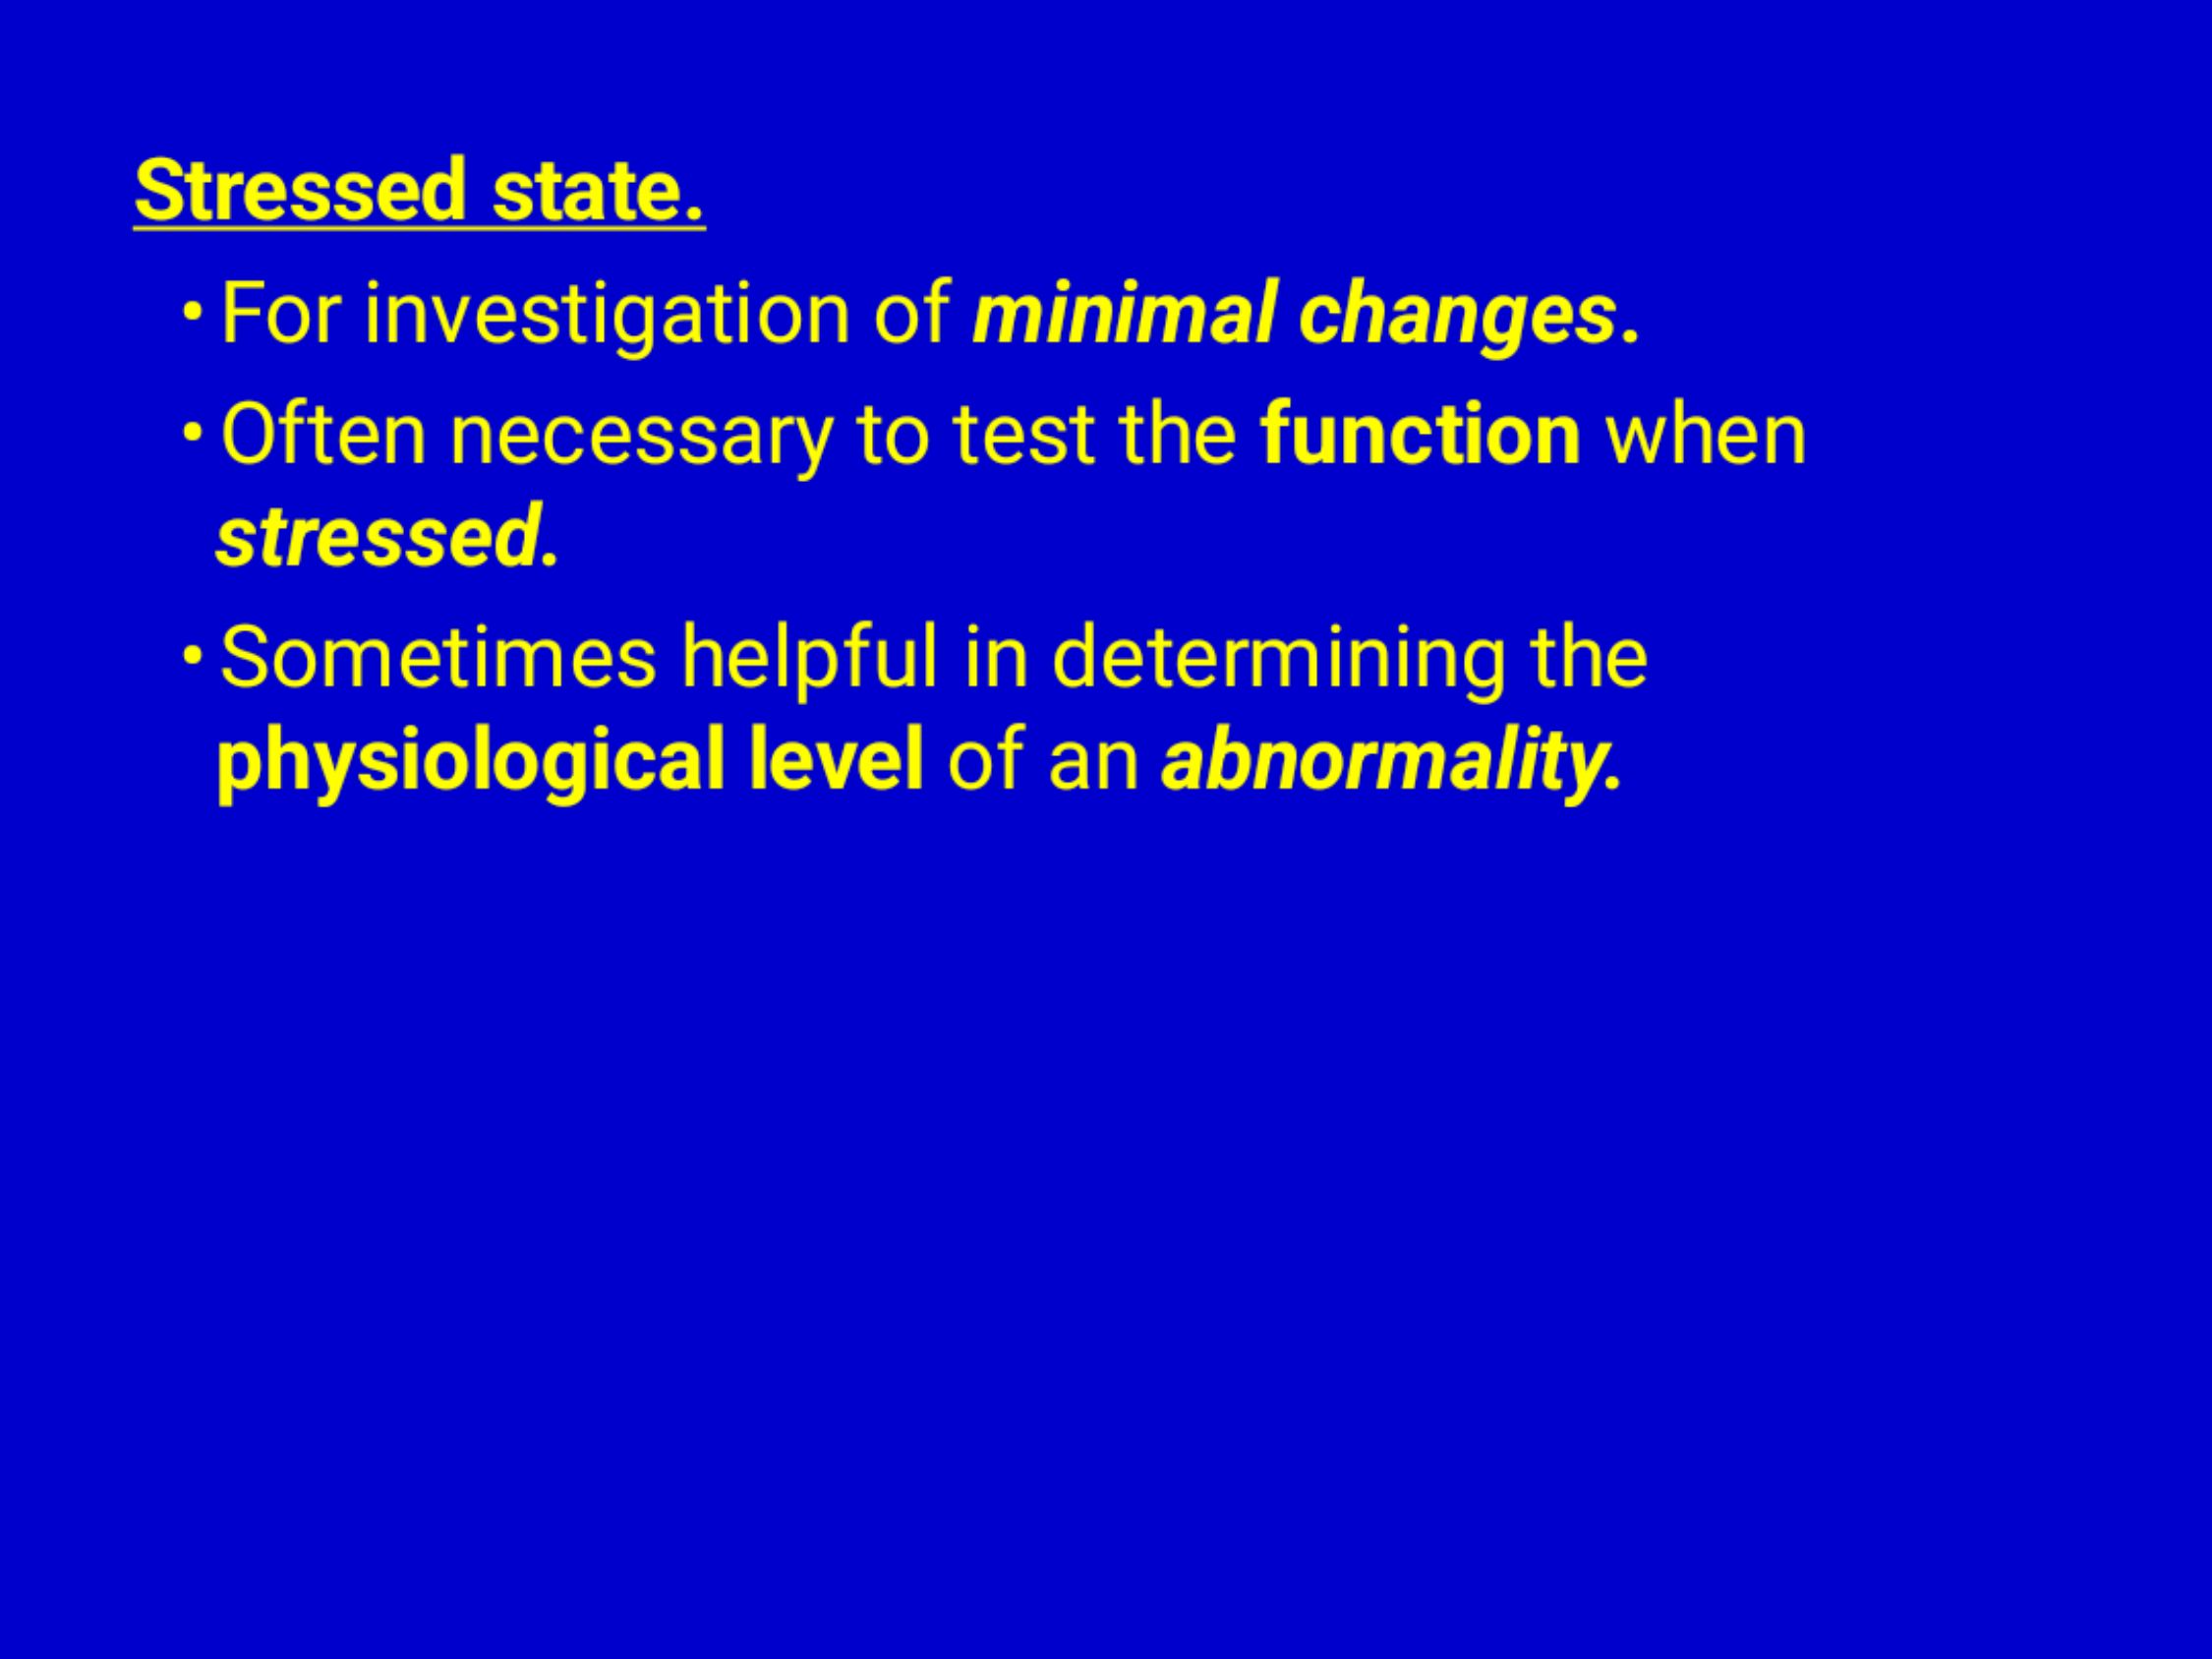 Stressed state.
• For investigation of minimal changes.
• Often necessary to test the function when
stressed.
• Sometimes helpful in determining the
physiological level of an abnormality.